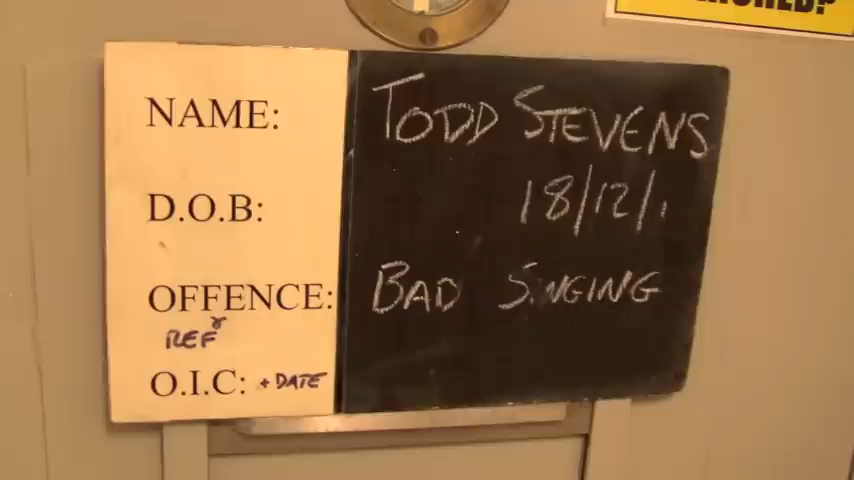 NAME: TODD STEVENS
D.O.B: 18/12/1
OFFENCE: BAD SINGING
REF
O.I.C: + DATE